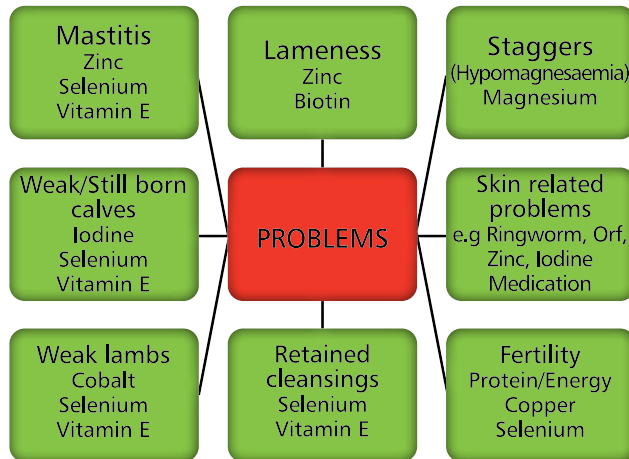 Mastitis
Zinc
Selenium
Vitamin E
Lameness
Zinc
Biotin
Staggers
(Hypomagnesaemia)
Magnesium
Weak/Still born
calves
Iodine
Selenium
Vitamin E
PROBLEMS
Skin related
problems
e.g Ringworm, Orf,
Zinc, Iodine
Medication
Weak lambs
Cobalt
Selenium
Vitamin E
Retained
cleansings
Selenium
Vitamin E
Fertility
Protein/Energy
Copper
Selenium